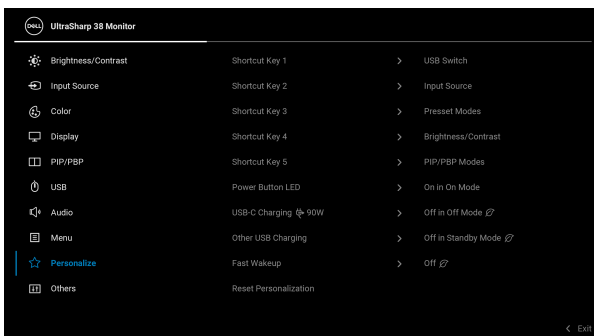 DELL UltraSharp 38 Monitor
Brightness/Contrast Shortcut Key 1 USB Switch
Input Source Shortcut Key 2 Input Source
Color Shortcut Key 3 Presset Modes
Display Shortcut Key 4 Brightness/Contrast
PIP/PBP Shortcut Key 5 PIP/PBP Modes
USB Power Button LED On in On Mode
Audio USB-C Charging 90W Off in Off Mode
Menu Other USB Charging Off in Standby Mode
Personalize Fast Wakeup Off
Others Reset Personalization
Exit